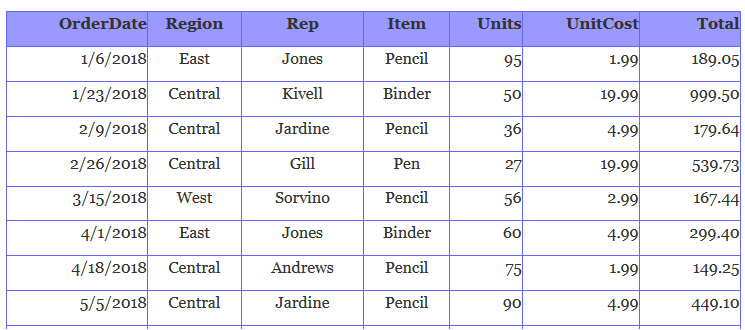 OrderDate Region Rep Item Units UnitCost Total
1/6/2018 East Jones Pencil 95 1.99 189.05
1/23/2018 Central Kivell Binder 50 19.99 999.50
2/9/2018 Central Jardine Pencil 36 4.99 179.64
2/26/2018 Central Gill Pen 27 19.99 539.73
3/15/2018 West Sorvino Pencil 56 2.99 167.44
4/1/2018 East Jones Binder 60 4.99 299.40
4/18/2018 Central Andrews Pencil 75 1.99 149.25
5/5/2018 Central Jardine Pencil 90 4.99 449.10